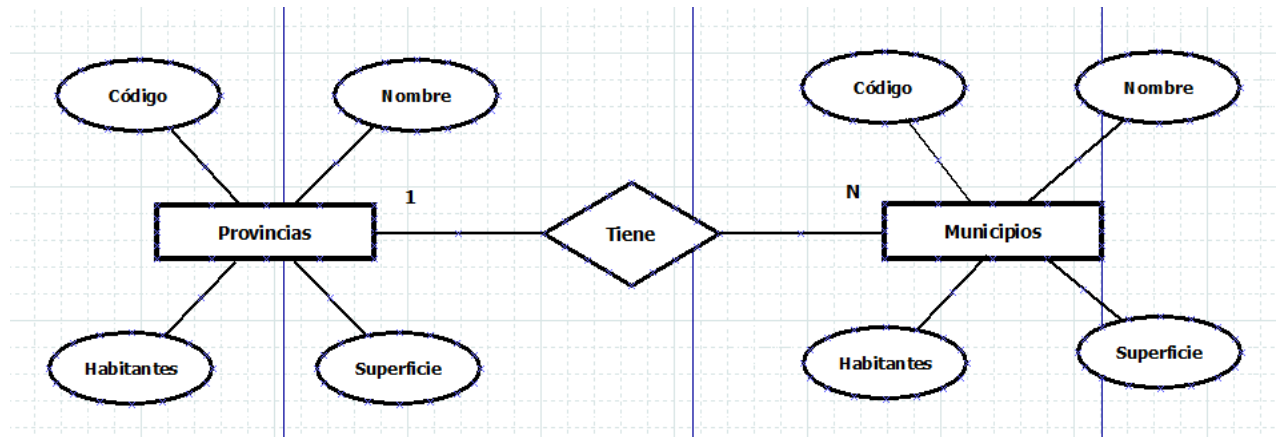 Código
Nombre
Código
Nombre
1
N
Provincias
Tiene
Municipios
Habitantes
Superficie
Habitantes
Superficie